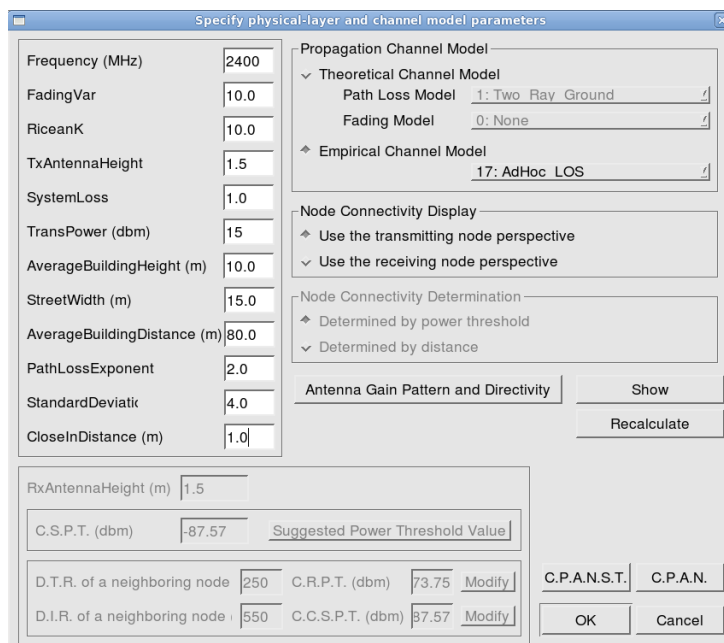 Specify physical-layer and channel model parameters
Frequency (MHz) 2400
FadingVar 10.0
RiceanK 10.0
TxAntennaHeight 1.5
SystemLoss 1.0
TransPower (dbm) 15
AverageBuildingHeight (m) 10.0
StreetWidth (m) 15.0
AverageBuildingDistance (m) 80.0
PathLossExponent 2.0
StandardDeviatic 4.0
CloseInDistance (m) 1.0
Propagation Channel Model
Theoretical Channel Model
Path Loss Model 1: Two_Ray_Ground
Fading Model 0: None
Empirical Channel Model
17: AdHoc_LOS
Node Connectivity Display
Use the transmitting node perspective
Use the receiving node perspective
Node Connectivity Determination
Determined by power threshold
Determined by distance
Antenna Gain Pattern and Directivity
Show
Recalculate
RxAntennaHeight (m) 1.5
C.S.P.T. (dbm) -87.57 Suggested Power Threshold Value
D.T.R. of a neighboring node 250 C.R.P.T. (dbm) 73.75 Modify
D.I.R. of a neighboring node 550 C.C.S.P.T. (dbm) 87.57 Modify
C.P.A.N.S.T. C.P.A.N.
OK Cancel